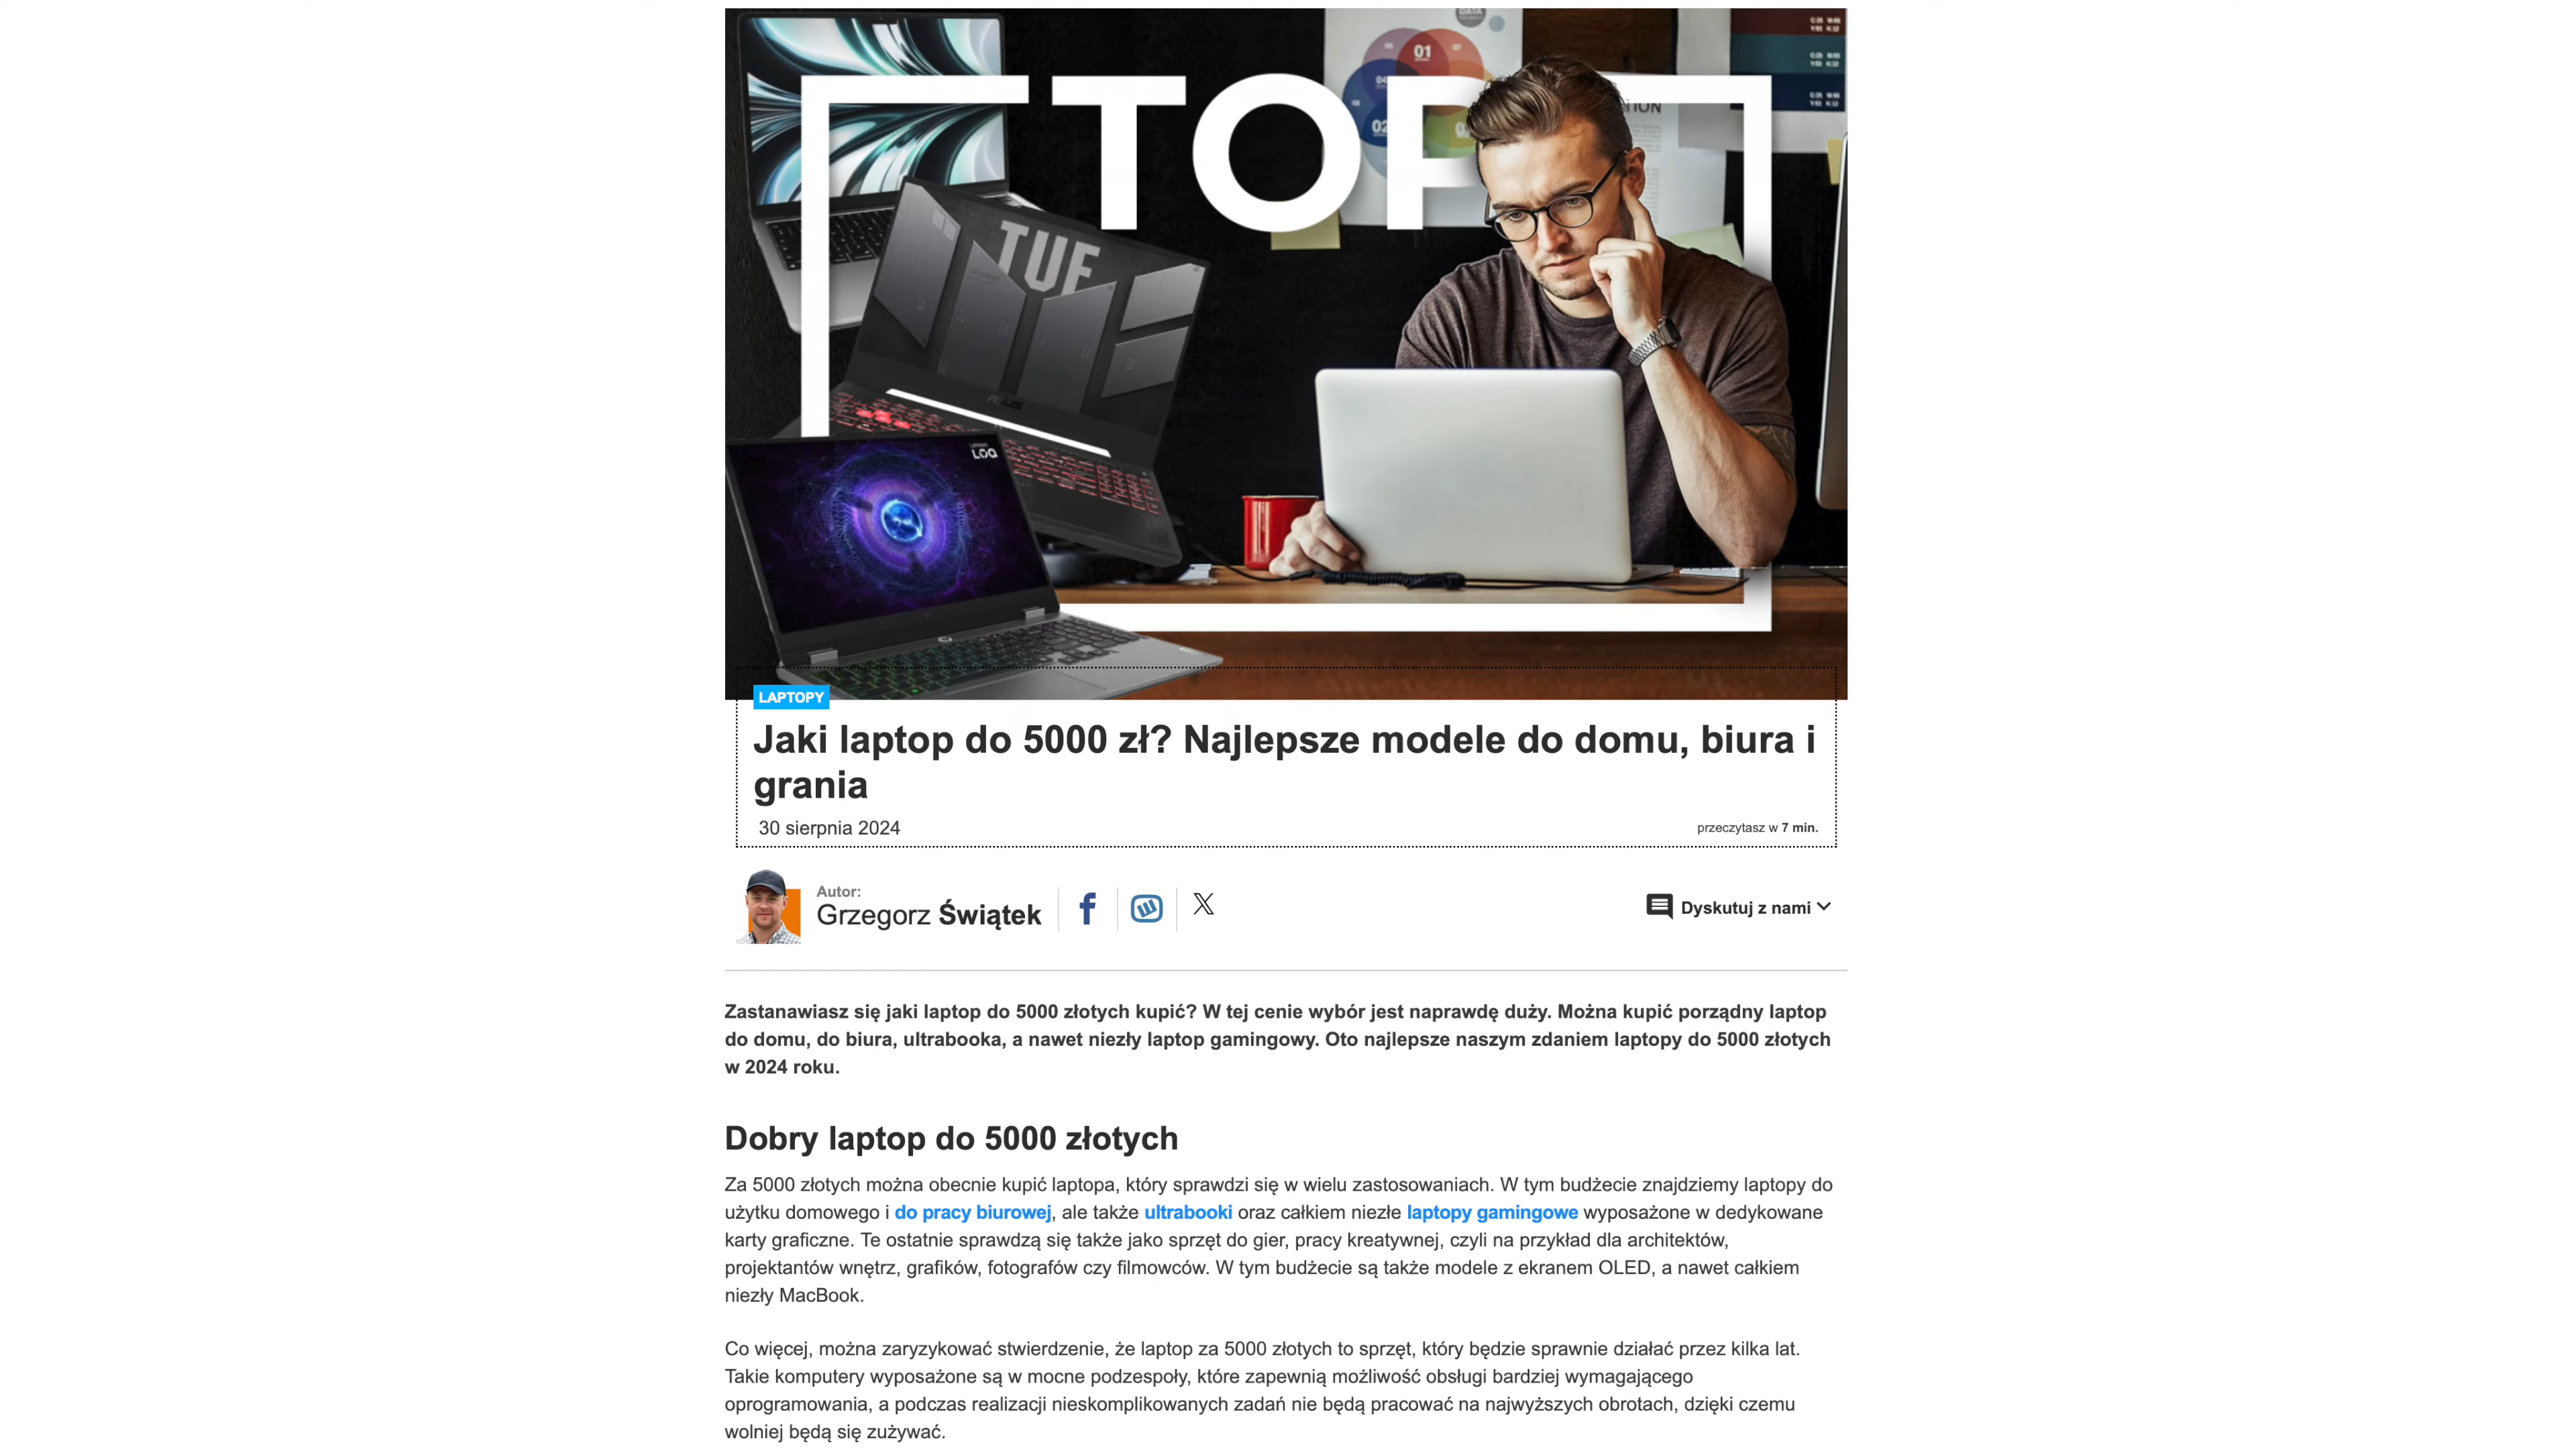 DATA
01
04
02
TION
TOP
TUF
ASUS
LOQ
LAPTOPY
Jaki laptop do 5000 zł? Najlepsze modele do domu, biura i
grania
30 sierpnia 2024
przeczytasz w 7 min.
Autor:
Grzegorz Świątek
Dyskutuj z nami
Zastanawiasz się jaki laptop do 5000 złotych kupić? W tej cenie wybór jest naprawdę duży. Można kupić porządny laptop
do domu, do biura, ultrabooka, a nawet niezły laptop gamingowy. Oto najlepsze naszym zdaniem laptopy do 5000 złotych
w 2024 roku.
Dobry laptop do 5000 złotych
Za 5000 złotych można obecnie kupić laptopa, który sprawdzi się w wielu zastosowaniach. W tym budżecie znajdziemy laptopy do
użytku domowego i do pracy biurowej, ale także ultrabooki oraz całkiem niezłe laptopy gamingowe wyposażone w dedykowane
karty graficzne. Te ostatnie sprawdzą się także jako sprzęt do gier, pracy kreatywnej, czyli na przykład dla architektów,
projektantów wnętrz, grafików, fotografów czy filmowców. W tym budżecie są także modele z ekranem OLED, a nawet całkiem
niezły MacBook.
Co więcej, można zaryzykować stwierdzenie, że laptop za 5000 złotych to sprzęt, który będzie sprawnie działać przez kilka lat.
Takie komputery wyposażone są w mocne podzespoły, które zapewnią możliwość obsługi bardziej wymagającego
oprogramowania, a podczas realizacji nieskomplikowanych zadań nie będą pracować na najwyższych obrotach, dzięki czemu
wolniej będą się zużywać.